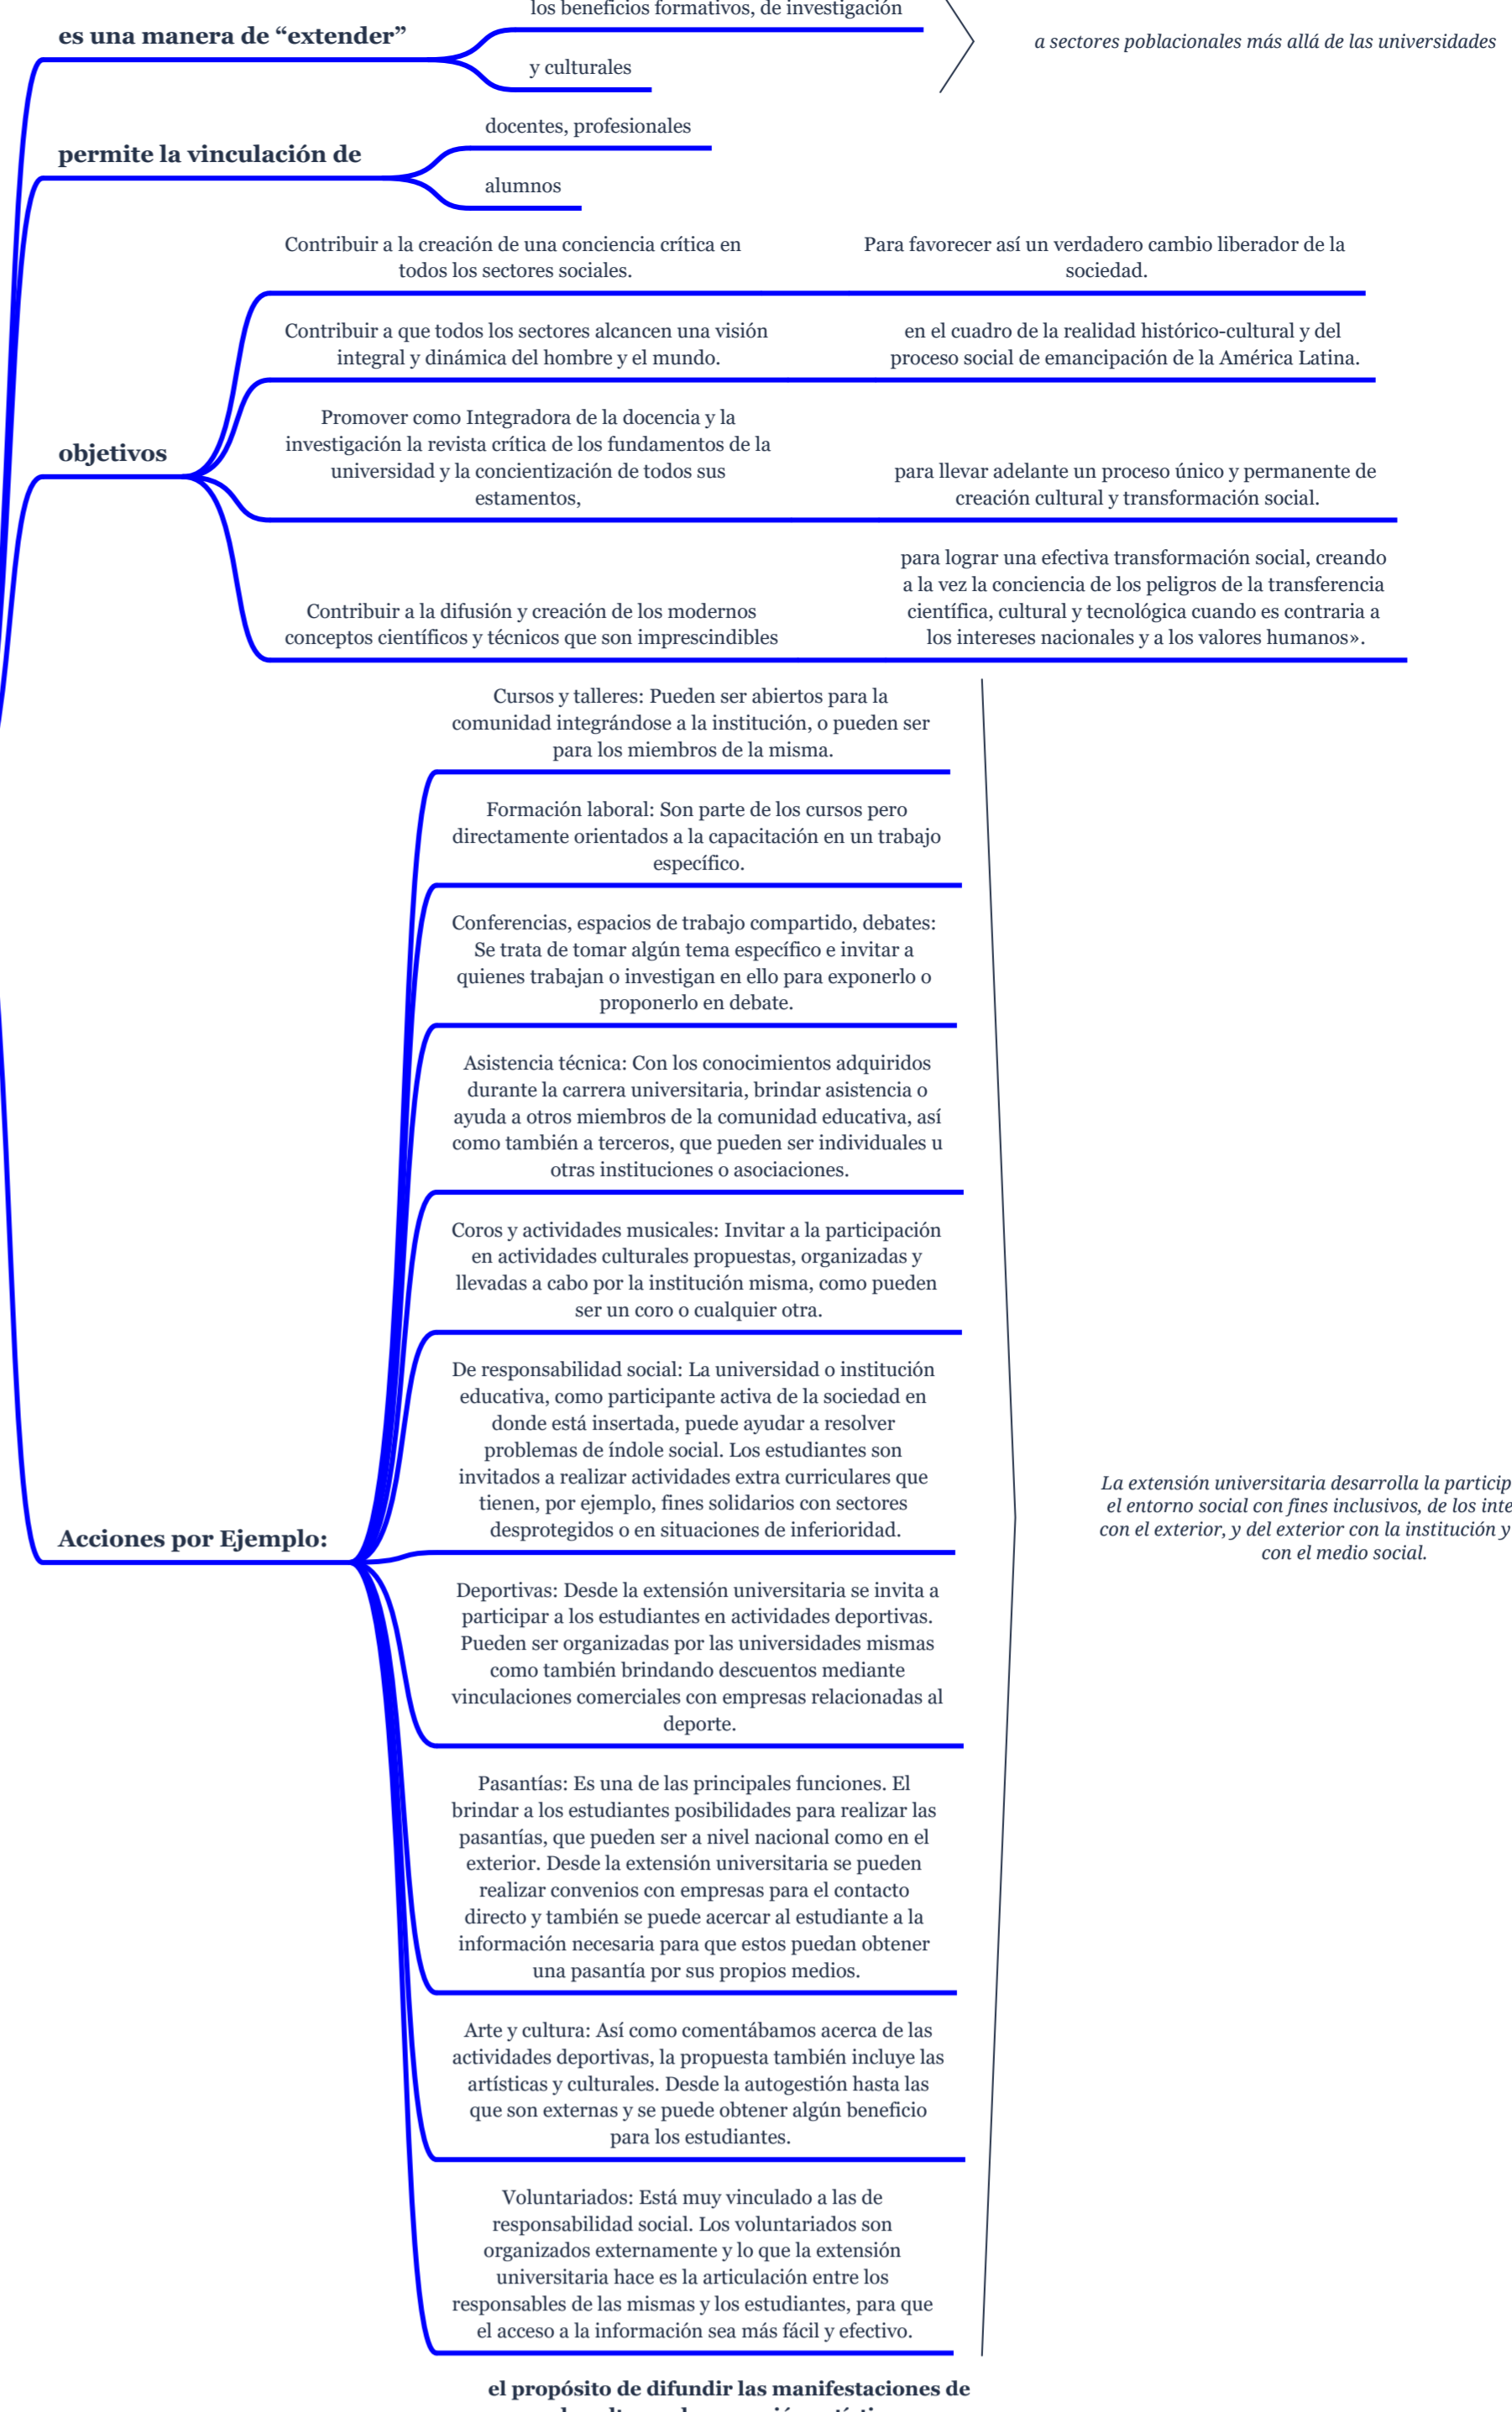 los beneficios formativos, de investigación
es una manera de “extender”
a sectores poblacionales más allá de las universidades
y culturales
docentes, profesionales
permite la vinculación de
alumnos
Contribuir a la creación de una conciencia crítica en
todos los sectores sociales.
Para favorecer así un verdadero cambio liberador de la
sociedad.
Contribuir a que todos los sectores alcancen una visión
integral y dinámica del hombre y el mundo.
en el cuadro de la realidad histórico-cultural y del
proceso social de emancipación de la América Latina.
objetivos
Promover como Integradora de la docencia y la
investigación la revista crítica de los fundamentos de la
universidad y la concientización de todos sus
estamentos,
para llevar adelante un proceso único y permanente de
creación cultural y transformación social.
Contribuir a la difusión y creación de los modernos
conceptos científicos y técnicos que son imprescindibles
para lograr una efectiva transformación social, creando
a la vez la conciencia de los peligros de la transferencia
científica, cultural y tecnológica cuando es contraria a
los intereses nacionales y a los valores humanos».
Cursos y talleres: Pueden ser abiertos para la
comunidad integrándose a la institución, o pueden ser
para los miembros de la misma.
Formación laboral: Son parte de los cursos pero
directamente orientados a la capacitación en un trabajo
específico.
Conferencias, espacios de trabajo compartido, debates:
Se trata de tomar algún tema específico e invitar a
quienes trabajan o investigan en ello para exponerlo o
proponerlo en debate.
Asistencia técnica: Con los conocimientos adquiridos
durante la carrera universitaria, brindar asistencia o
ayuda a otros miembros de la comunidad educativa, así
como también a terceros, que pueden ser individuales u
otras instituciones o asociaciones.
Coros y actividades musicales: Invitar a la participación
en actividades culturales propuestas, organizadas y
llevadas a cabo por la institución misma, como pueden
ser un coro o cualquier otra.
De responsabilidad social: La universidad o institución
educativa, como participante activa de la sociedad en
donde está insertada, puede ayudar a resolver
problemas de índole social. Los estudiantes son
invitados a realizar actividades extra curriculares que
tienen, por ejemplo, fines solidarios con sectores
desprotegidos o en situaciones de inferioridad.
Acciones por Ejemplo:
La extensión universitaria desarrolla la particip
el entorno social con fines inclusivos, de los inte
con el exterior, y del exterior con la institución y
con el medio social.
Deportivas: Desde la extensión universitaria se invita a
participar a los estudiantes en actividades deportivas.
Pueden ser organizadas por las universidades mismas
como también brindando descuentos mediante
vinculaciones comerciales con empresas relacionadas al
deporte.
Pasantías: Es una de las principales funciones. El
brindar a los estudiantes posibilidades para realizar las
pasantías, que pueden ser a nivel nacional como en el
exterior. Desde la extensión universitaria se pueden
realizar convenios con empresas para el contacto
directo y también se puede acercar al estudiante a la
información necesaria para que estos puedan obtener
una pasantía por sus propios medios.
Arte y cultura: Así como comentábamos acerca de las
actividades deportivas, la propuesta también incluye las
artísticas y culturales. Desde la autogestión hasta las
que son externas y se puede obtener algún beneficio
para los estudiantes.
Voluntariados: Está muy vinculado a las de
responsabilidad social. Los voluntariados son
organizados externamente y lo que la extensión
universitaria hace es la articulación entre los
responsables de las mismas y los estudiantes, para que
el acceso a la información sea más fácil y efectivo.
el propósito de difundir las manifestaciones de